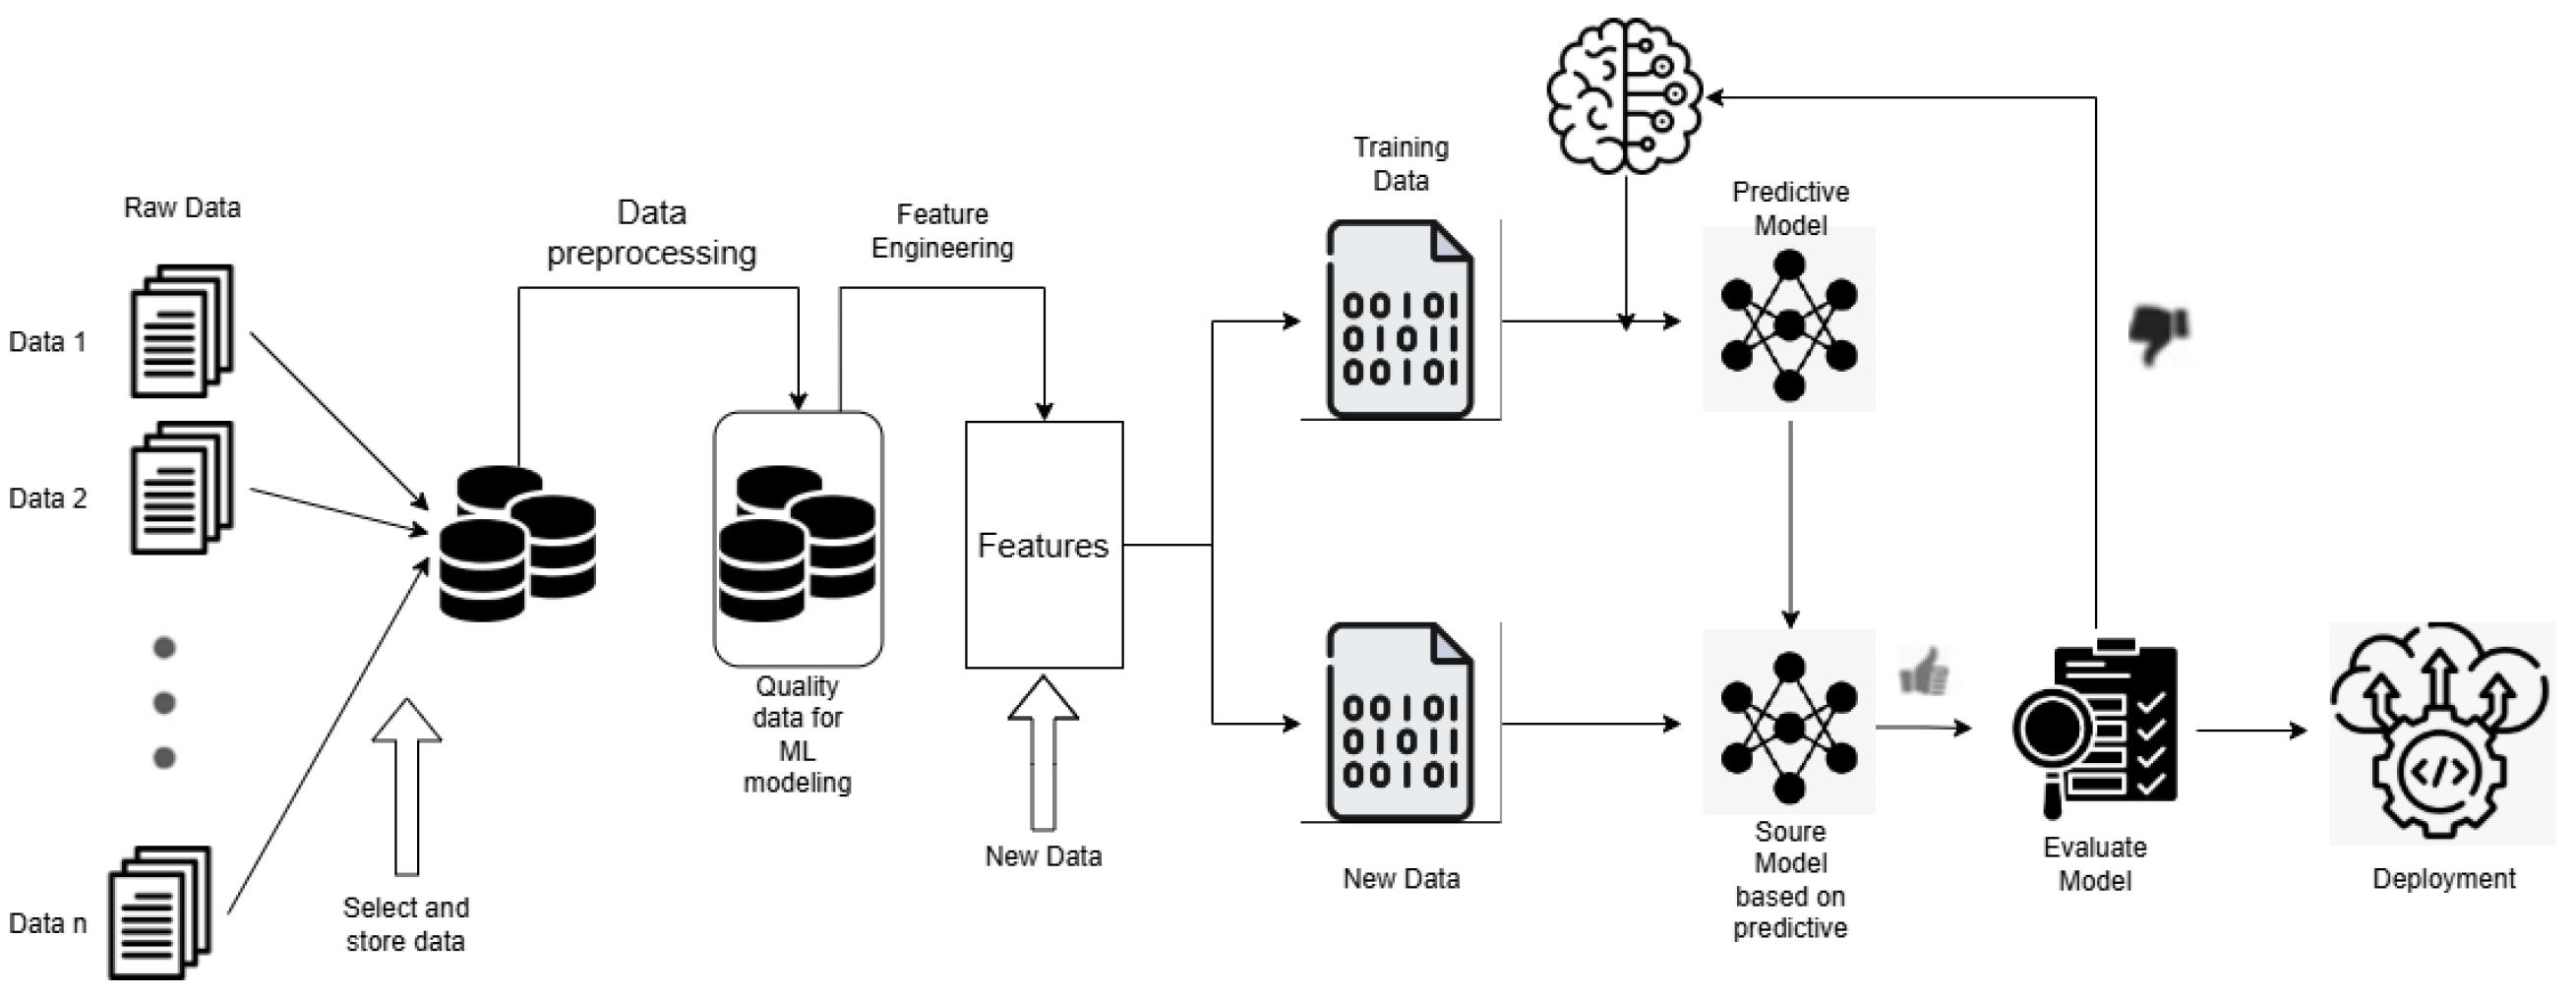 Raw Data
Data 1
Data 2
Data n
Select and
store data
Data
preprocessing
Quality
data for
ML
modeling
Feature
Engineering
Features
New Data
Training
Data
00101
01011
00101
New Data
00101
01011
00101
Predictive
Model
Soure
Model
based on
predictive
Evaluate
Model
</>
Deployment